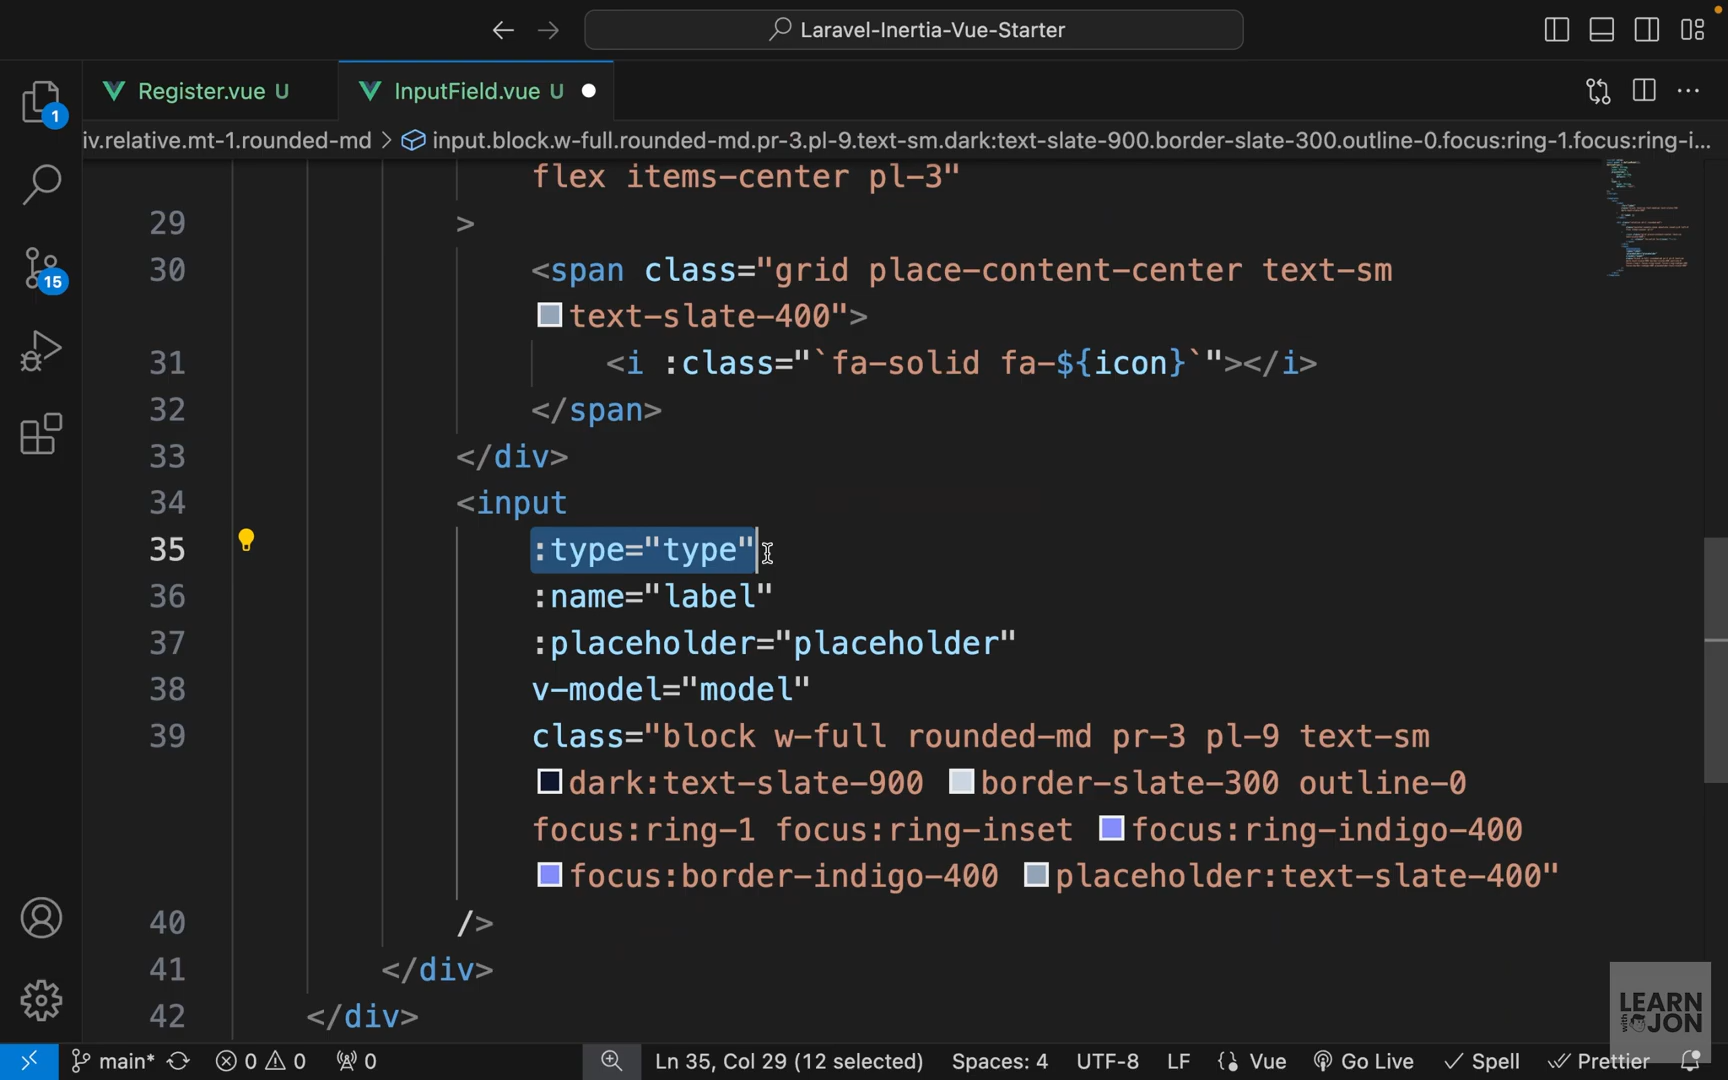 Laravel-Inertia-Vue-Starter
Register.vue U
InputField.vue U
iv.relative.mt-1.rounded-md > input.block.w-full.rounded-md.pr-3.pl-9.text-sm.dark:text-slate-900.border-slate-300.outline-0.focus:ring-1.focus:ring-i...
1
15
flex items-center pl-3"
29 >
30 <span class="grid place-content-center text-sm
text-slate-400">
31 <i :class="`fa-solid fa-${icon}`"></i>
32 </span>
33 </div>
34 <input
35 :type="type"
36 :name="label"
37 :placeholder="placeholder"
38 v-model="model"
39 class="block w-full rounded-md pr-3 pl-9 text-sm
dark:text-slate-900 border-slate-300 outline-0
focus:ring-1 focus:ring-inset focus:ring-indigo-400
focus:border-indigo-400 placeholder:text-slate-400"
40 />
41 </div>
42 </div>
LEARN
with JON
main* 0 0 0 Ln 35, Col 29 (12 selected) Spaces: 4 UTF-8 LF Vue Go Live Spell Prettier